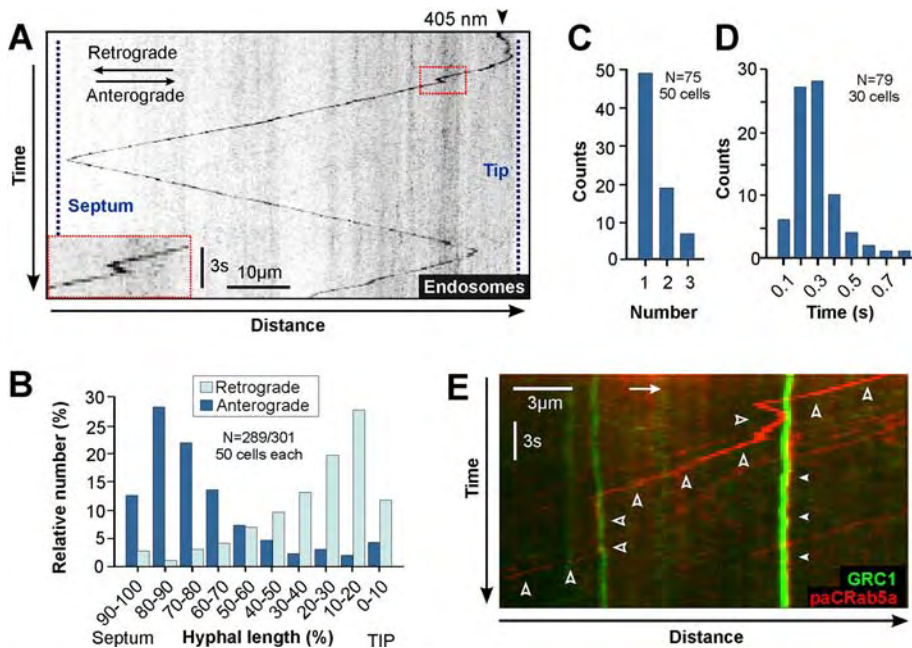 A
405 nm
Retrograde
Anterograde
Time
Septum
Tip
3s
10µm
Endosomes
Distance
B
Retrograde
Anterograde
N=289/301
50 cells each
Relative number (%)
30
25
20
15
10
5
0
90-100
80-90
70-80
60-70
50-60
40-50
30-40
20-30
10-20
0-10
Septum
Hyphal length (%)
TIP
C
N=75
50 cells
Counts
50
40
30
20
10
0
1 2 3
Number
D
N=79
30 cells
Counts
30
20
10
0
0.1
0.3
0.5
0.7
Time (s)
E
3µm
3s
Time
GRC1
paCRab5a
Distance